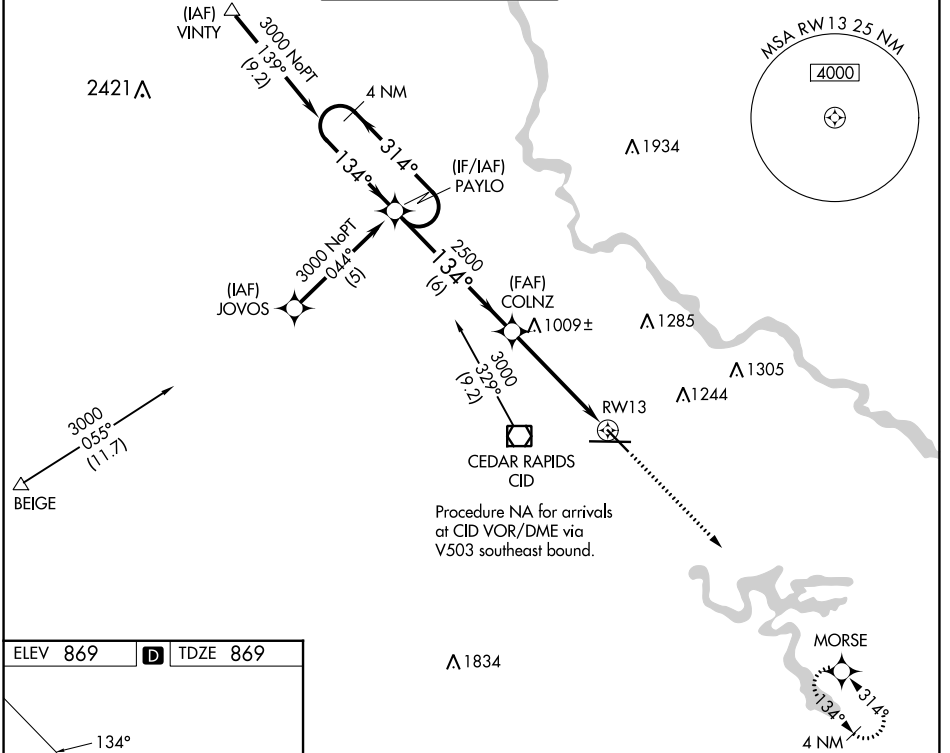 (IAF)
VINTY
3000 NoPT
139°
(9.2)
MSA RW13 25 NM
4000
2421
4 NM
314°
134°
1934
(IF/IAF)
PAYLO
3000 NoPT
044°
(5)
(IAF)
JOVOS
2500
134°
(6)
(FAF)
COLNZ
1009±
1285
1305
1244
3000
329°
(9.2)
RW13
3000
055°
(11.7)
BEIGE
CEDAR RAPIDS
CID
Procedure NA for arrivals
at CID VOR/DME via
V503 southeast bound.
MORSE
134°
314°
4 NM
1834
ELEV 869 D TDZE 869
134°